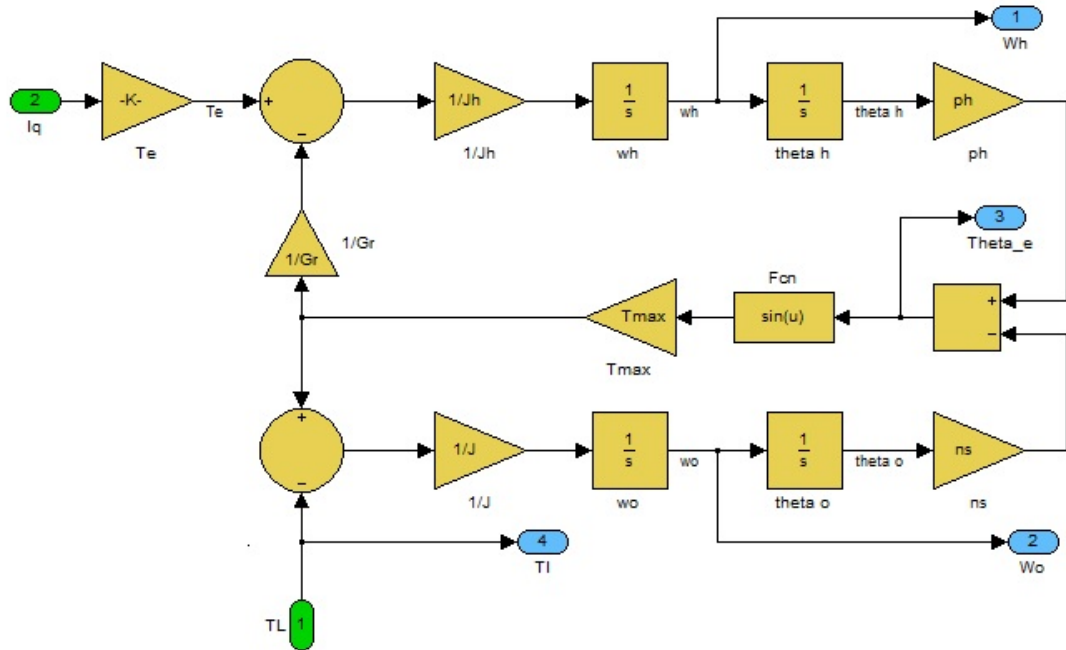 1
Wh
2
Iq
-K-
Te
Te
+
−
1/Jh
1/Jh
1
s
wh
wh
1
s
theta h
theta h
ph
ph
1/Gr
1/Gr
3
Theta_e
Fcn
sin(u)
Tmax
Tmax
+
−
+
−
1/J
1/J
1
s
wo
wo
1
s
theta o
theta o
ns
ns
4
Tl
2
Wo
TL
1